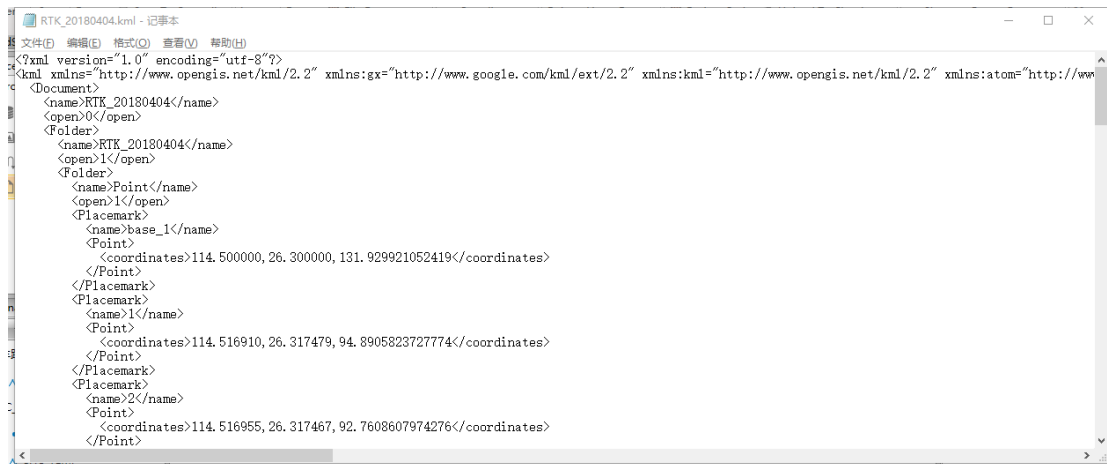 RTK_20180404.kml - 记事本
文件(F) 编辑(E) 格式(O) 查看(V) 帮助(H)
<?xml version="1.0" encoding="utf-8"?>
<kml xmlns="http://www.opengis.net/kml/2.2" xmlns:gx="http://www.google.com/kml/ext/2.2" xmlns:kml="http://www.opengis.net/kml/2.2" xmlns:atom="http://www
<Document>
<name>RTK_20180404</name>
<open>0</open>
<Folder>
<name>RTK_20180404</name>
<open>1</open>
<Folder>
<name>Point</name>
<open>1</open>
<Placemark>
<name>base_1</name>
<Point>
<coordinates>114.500000,26.300000,131.929921052419</coordinates>
</Point>
</Placemark>
<Placemark>
<name>1</name>
<Point>
<coordinates>114.516910,26.317479,94.8905823727774</coordinates>
</Point>
</Placemark>
<Placemark>
<name>2</name>
<Point>
<coordinates>114.516955,26.317467,92.7608607974276</coordinates>
</Point>